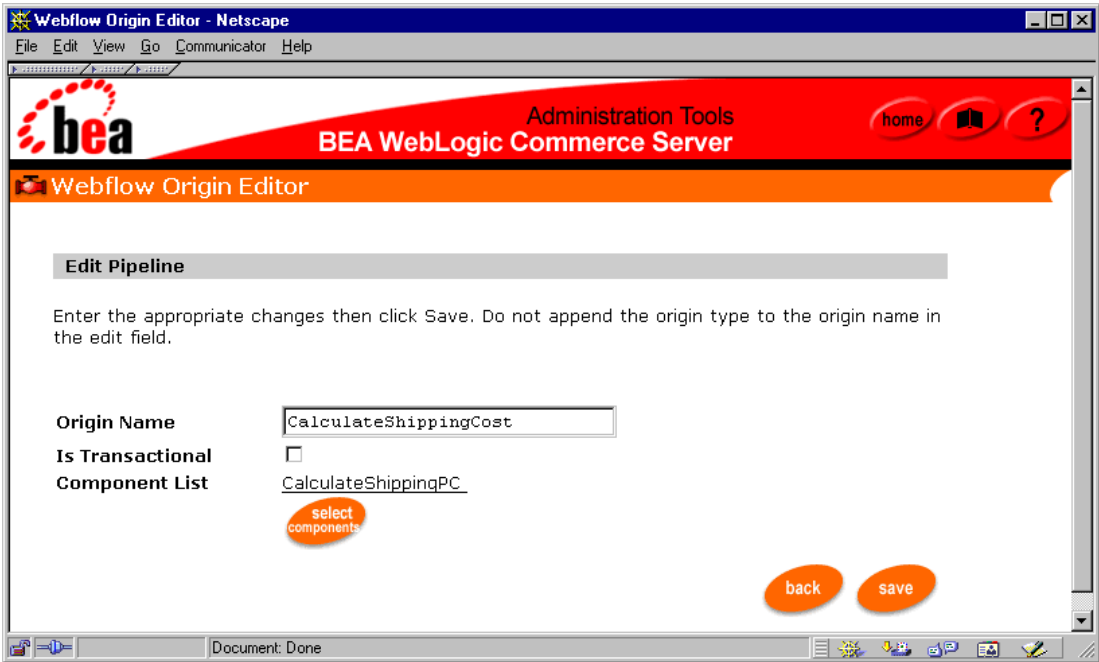 Webflow Origin Editor - Netscape
File Edit View Go Communicator Help
bea
Administration Tools
BEA WebLogic Commerce Server
home ?
Webflow Origin Editor
Edit Pipeline
Enter the appropriate changes then click Save. Do not append the origin type to the origin name in
the edit field.
Origin Name CalculateShippingCost
Is Transactional
Component List CalculateShippingPC
select
components
back save
Document: Done